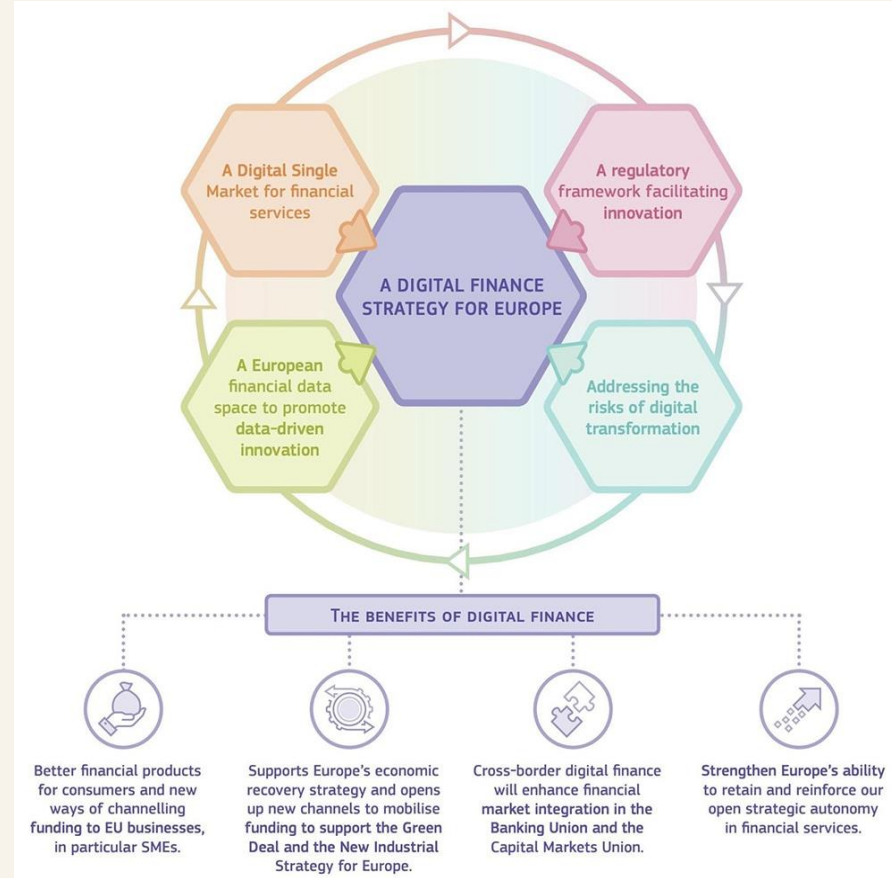 A Digital Single
Market for financial
services
A regulatory
framework facilitating
innovation
A DIGITAL FINANCE
STRATEGY FOR EUROPE
A European
financial data
space to promote
data-driven
innovation
Addressing the
risks of digital
transformation
THE BENEFITS OF DIGITAL FINANCE
Better financial products
for consumers and new
ways of channelling
funding to EU businesses,
in particular SMEs.
Supports Europe's economic
recovery strategy and opens
up new channels to mobilise
funding to support the Green
Deal and the New Industrial
Strategy for Europe.
Cross-border digital finance
will enhance financial
market integration in the
Banking Union and the
Capital Markets Union.
Strengthen Europe's ability
to retain and reinforce our
open strategic autonomy
in financial services.